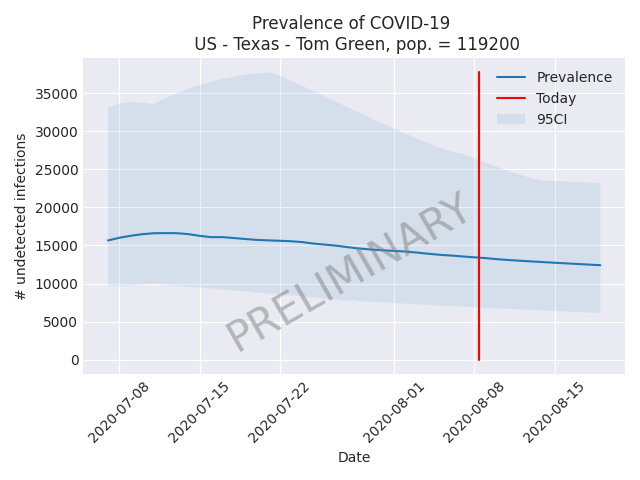 Prevalence of COVID-19
US - Texas - Tom Green, pop. = 119200
Prevalence
Today
95CI
# undetected infections
35000
30000
25000
20000
15000
10000
5000
0
PRELIMINARY
2020-07-08
2020-07-15
2020-07-22
2020-08-01
2020-08-08
2020-08-15
Date